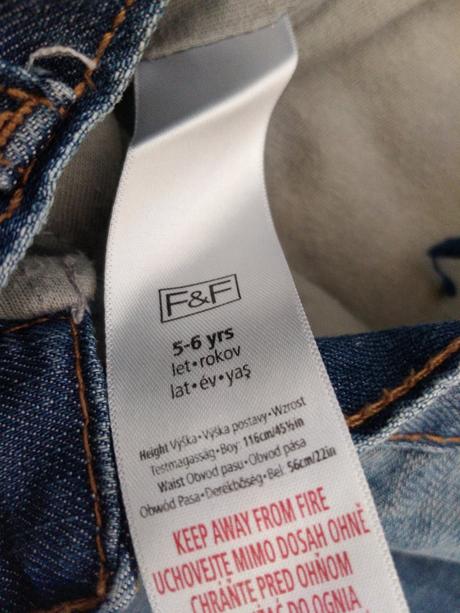 F&F
5-6 yrs
let•rokov
lat•év•yaş
Height Výška•Výška postavy•Wzrost
Testmagasság•Boy: 116cm/45½in
Waist Obvod pasu•Obvod pása
Obwód Pasa•Derékbőség•Bel: 56cm/22in
KEEP AWAY FROM FIRE
UCHOVEJTE MIMO DOSAH OHNĚ
CHRÁŇTE PRED OHŇOM
DO OGNIA